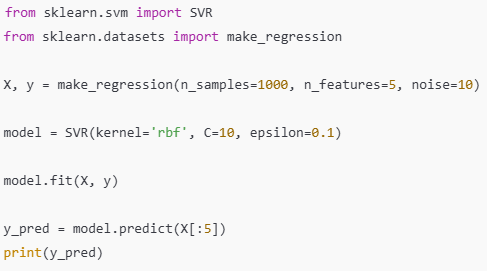 from sklearn.svm import SVR
from sklearn.datasets import make_regression
X, y = make_regression(n_samples=1000, n_features=5, noise=10)
model = SVR(kernel='rbf', C=10, epsilon=0.1)
model.fit(X, y)
y_pred = model.predict(X[:5])
print(y_pred)